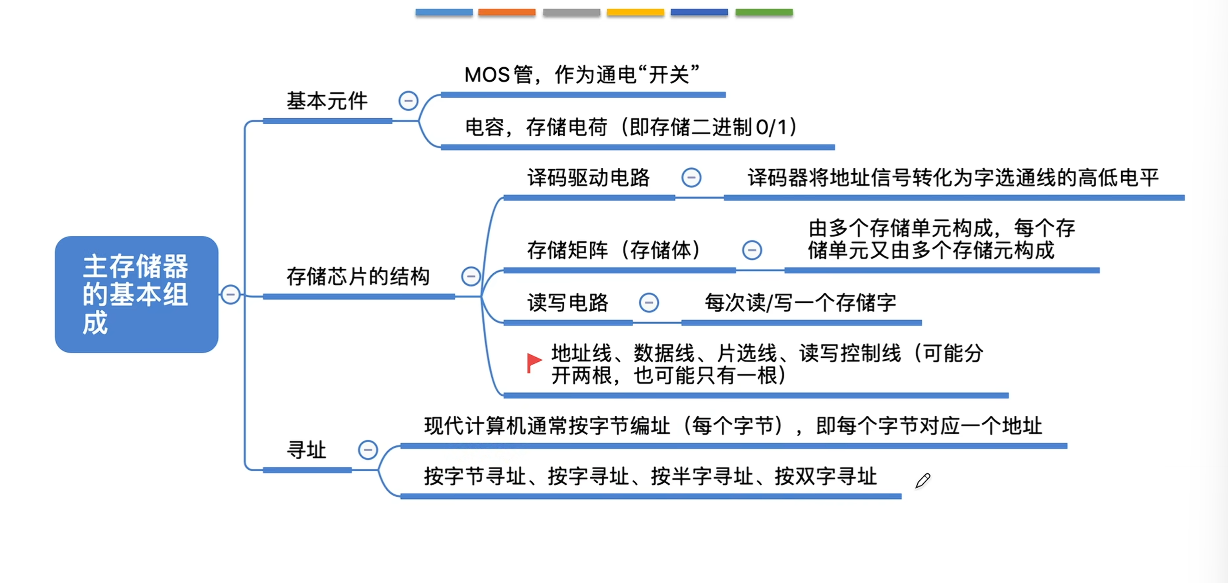 主存储器
的基本组
成
基本元件
MOS管，作为通电“开关”
电容，存储电荷（即存储二进制0/1）
存储芯片的结构
译码驱动电路
译码器将地址信号转化为字选通线的高低电平
存储矩阵（存储体）
由多个存储单元构成，每个存
储单元又由多个存储元构成
读写电路
每次读/写一个存储字
地址线、数据线、片选线、读写控制线（可能分
开两根，也可能只有一根）
寻址
现代计算机通常按字节编址（每个字节），即每个字节对应一个地址
按字节寻址、按字寻址、按半字寻址、按双字寻址